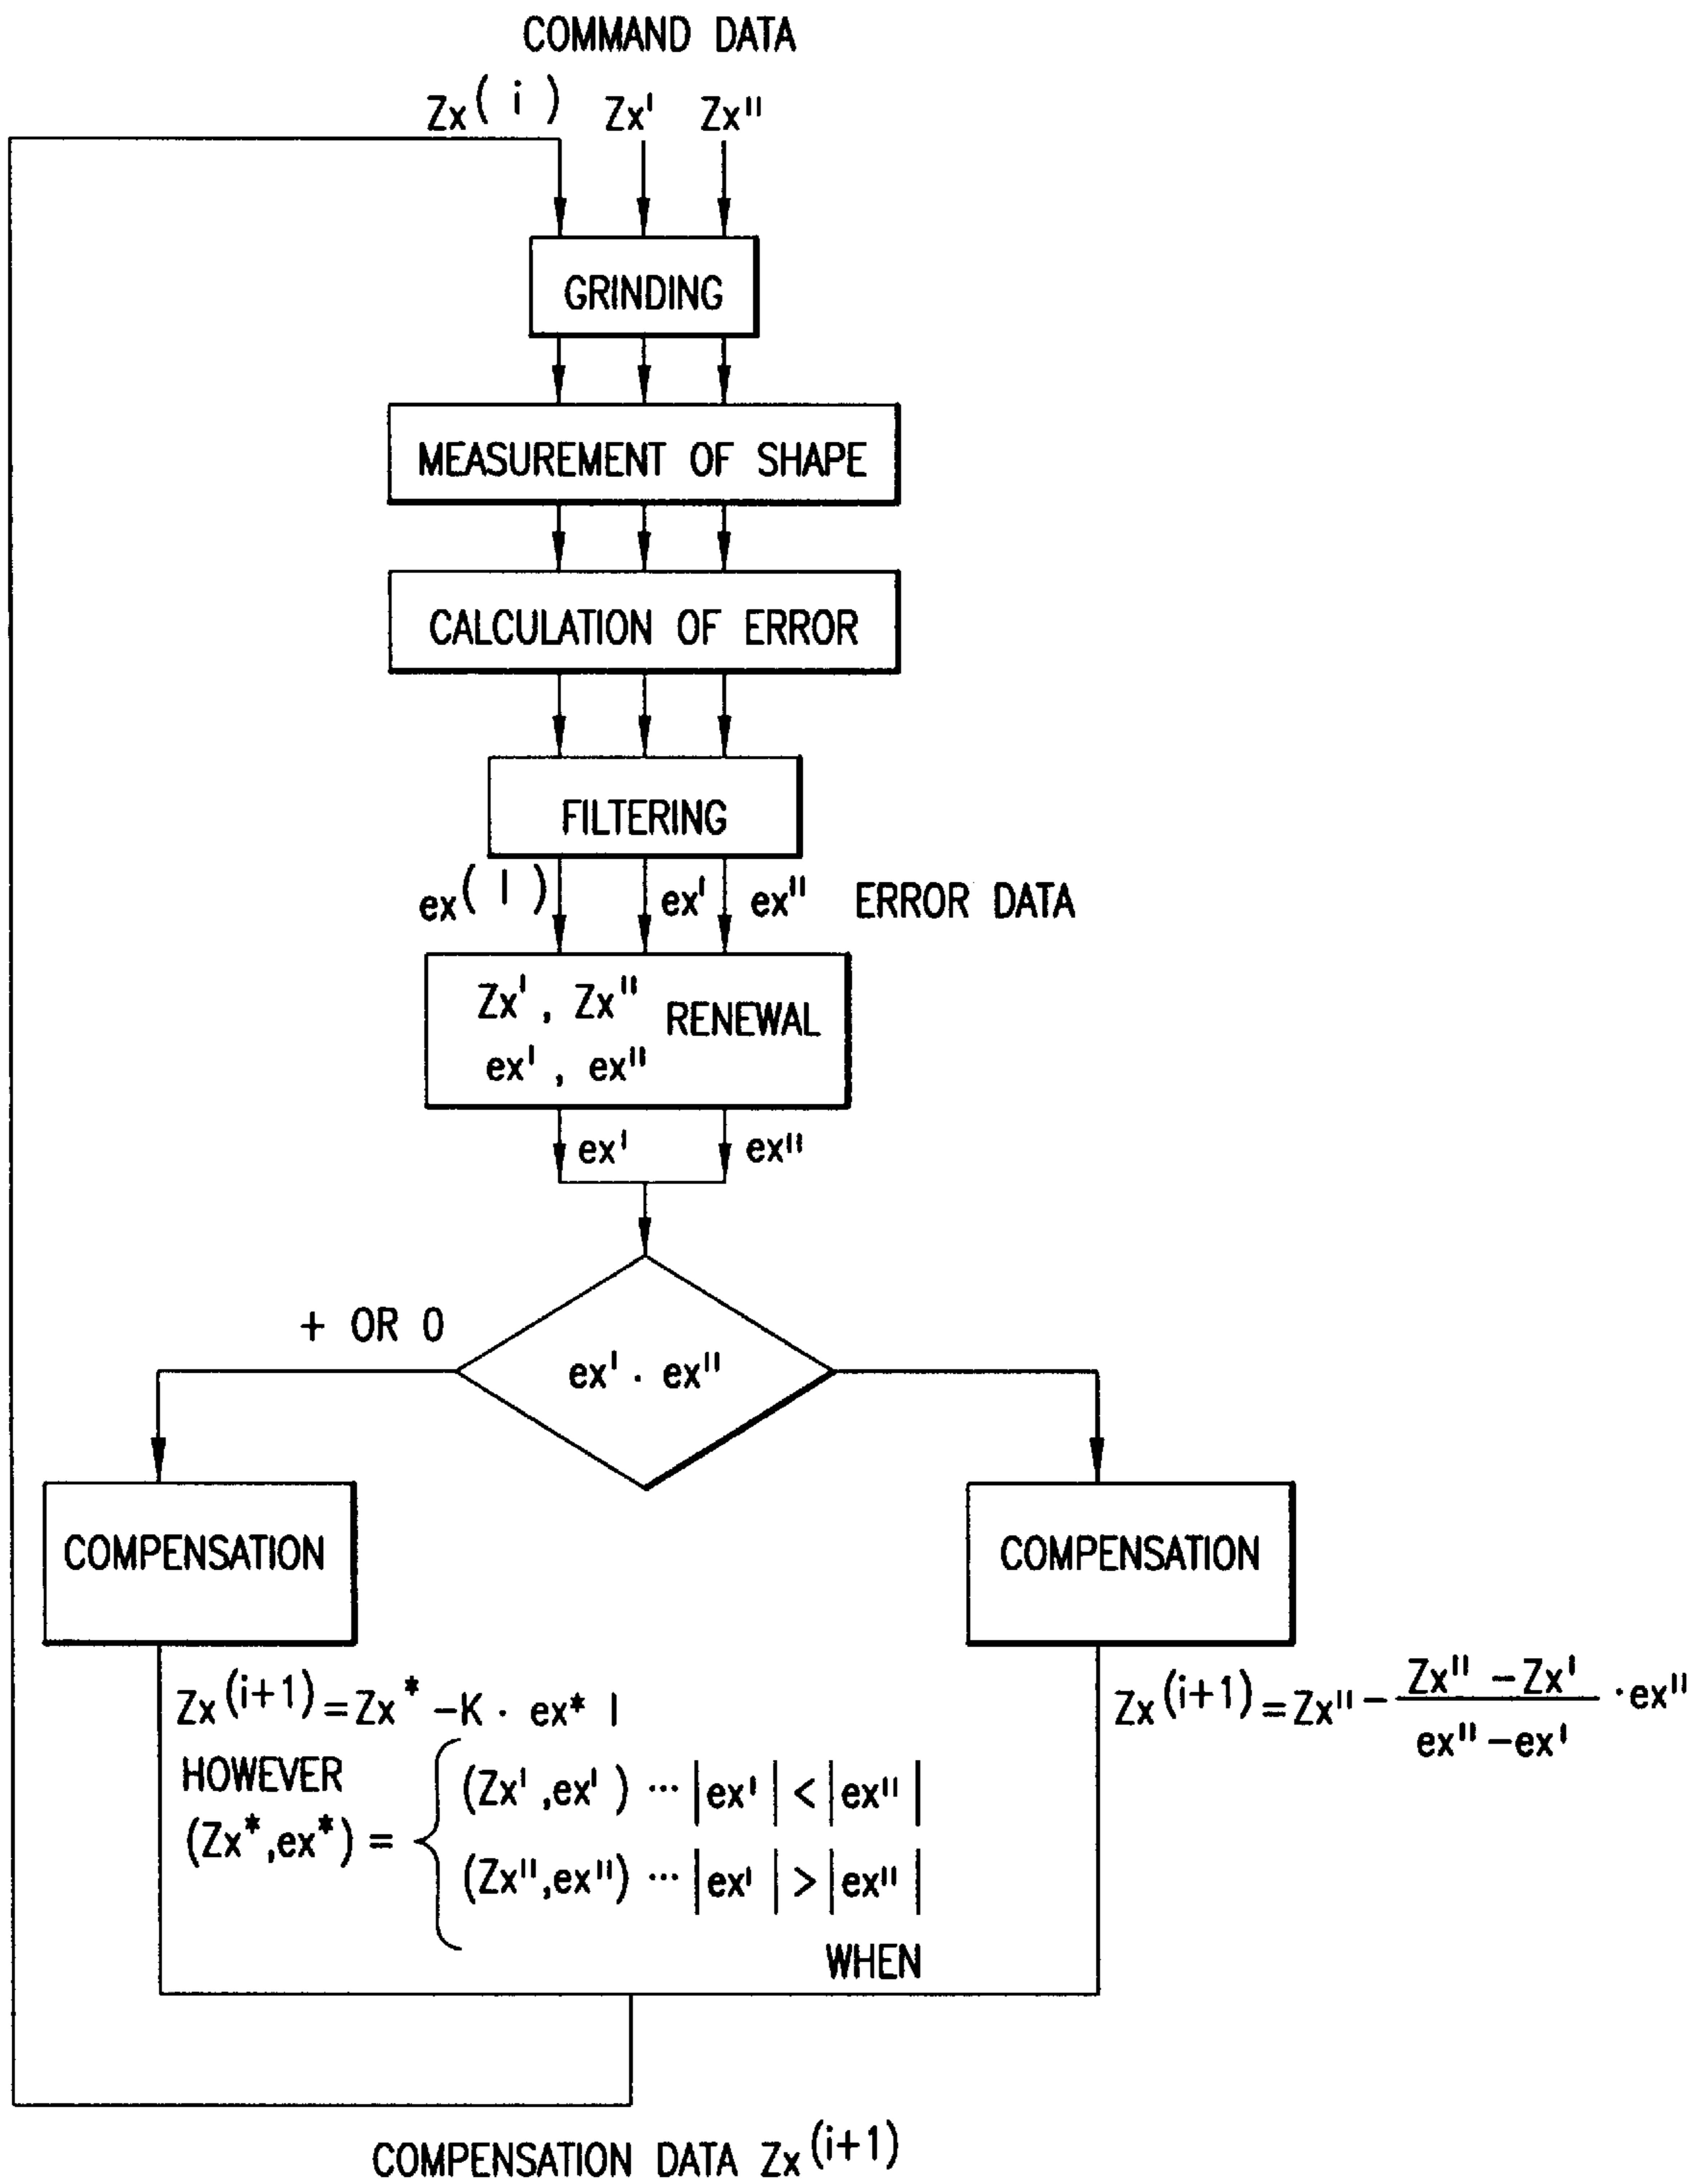 COMMAND DATA
Zx(i) Zx' Zx"
GRINDING
MEASUREMENT OF SHAPE
CALCULATION OF ERROR
FILTERING
ex(I) ex' ex" ERROR DATA
Zx', Zx" RENEWAL
ex', ex"
ex' ex"
+ OR 0
ex' · ex"
COMPENSATION
COMPENSATION
Zx(i+1)=Zx* -K · ex* I
HOWEVER
(Zx*,ex*) =
(Zx',ex') ··· |ex'| < |ex"|
(Zx",ex") ··· |ex'| > |ex"|
WHEN
Zx(i+1)=Zx" - Zx" -Zx' / ex" -ex' ·ex"
COMPENSATION DATA Zx(i+1)